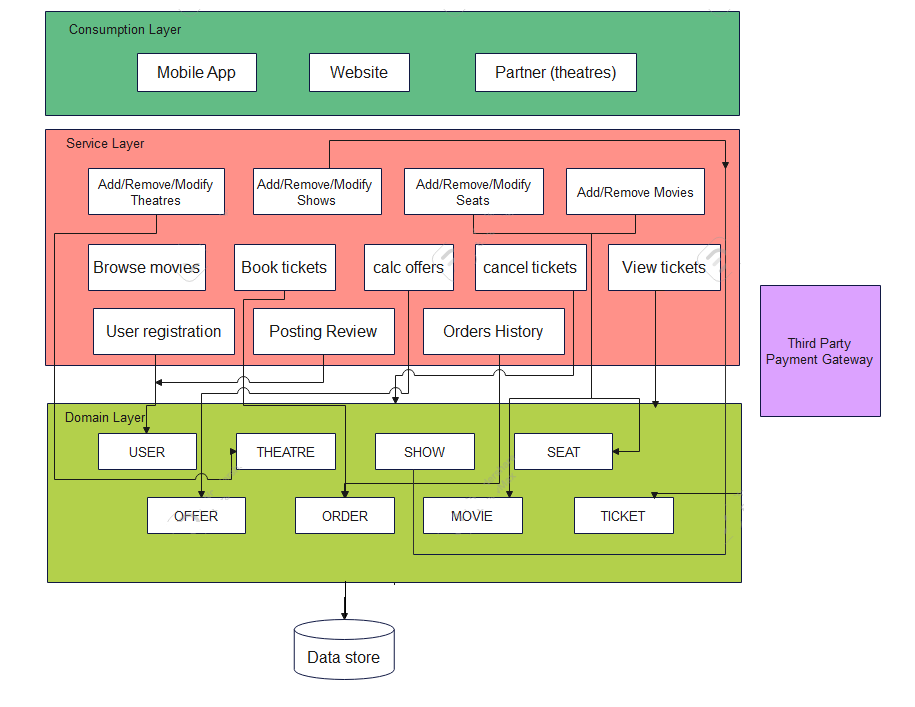 Consumption Layer
Mobile App
Website
Partner (theatres)
Service Layer
Add/Remove/Modify
Theatres
Add/Remove/Modify
Shows
Add/Remove/Modify
Seats
Add/Remove Movies
Browse movies
Book tickets
calc offers
cancel tickets
View tickets
User registration
Posting Review
Orders History
Third Party
Payment Gateway
Domain Layer
USER
THEATRE
SHOW
SEAT
OFFER
ORDER
MOVIE
TICKET
Data store